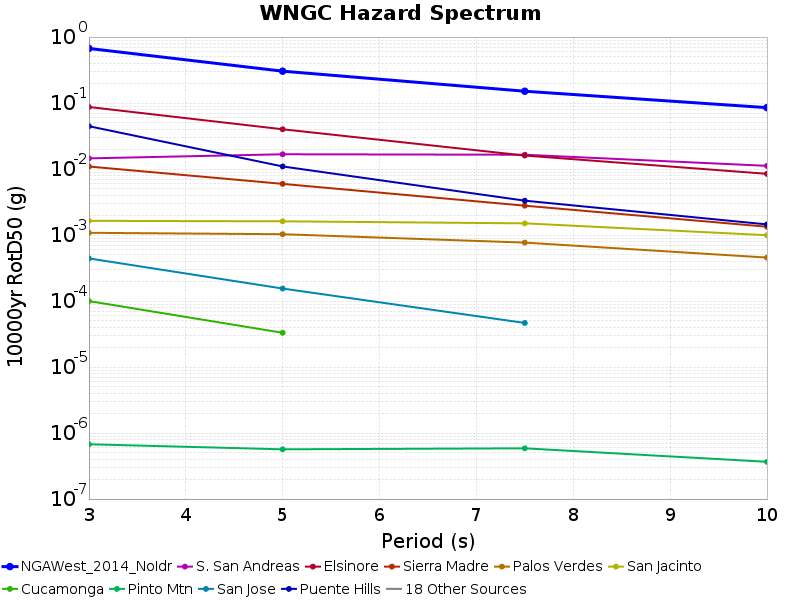 WNGC Hazard Spectrum
10000yr RotD50 (g)
10^0
10^-1
10^-2
10^-3
10^-4
10^-5
10^-6
10^-7
3 4 5 6 7 8 9 10
Period (s)
NGAWest_2014_NoIdr S. San Andreas Elsinore Sierra Madre Palos Verdes San Jacinto
Cucamonga Pinto Mtn San Jose Puente Hills 18 Other Sources